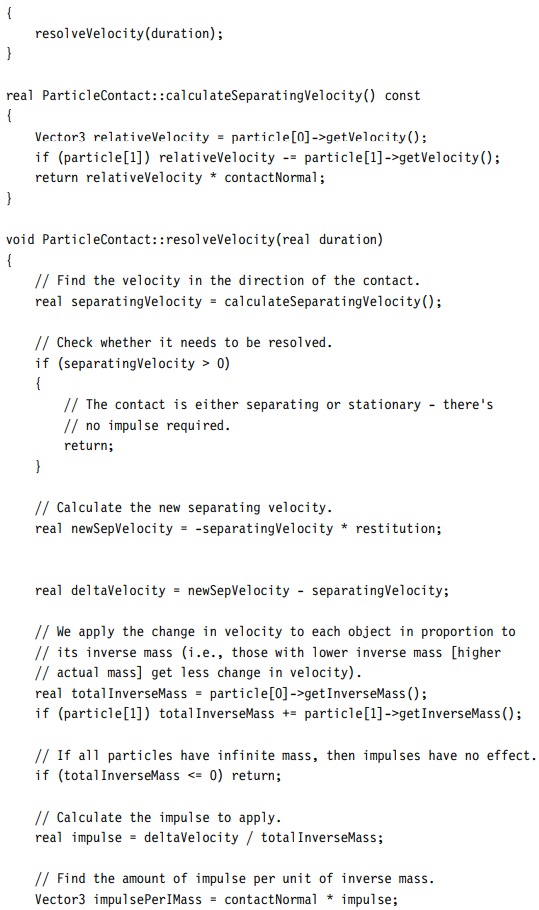 {
    resolveVelocity(duration);
}

real ParticleContact::calculateSeparatingVelocity() const
{
    Vector3 relativeVelocity = particle[0]->getVelocity();
    if (particle[1]) relativeVelocity -= particle[1]->getVelocity();
    return relativeVelocity * contactNormal;
}

void ParticleContact::resolveVelocity(real duration)
{
    // Find the velocity in the direction of the contact.
    real separatingVelocity = calculateSeparatingVelocity();

    // Check whether it needs to be resolved.
    if (separatingVelocity > 0)
    {
        // The contact is either separating or stationary - there's
        // no impulse required.
        return;
    }

    // Calculate the new separating velocity.
    real newSepVelocity = -separatingVelocity * restitution;

    real deltaVelocity = newSepVelocity - separatingVelocity;

    // We apply the change in velocity to each object in proportion to
    // its inverse mass (i.e., those with lower inverse mass [higher
    // actual mass] get less change in velocity).
    real totalInverseMass = particle[0]->getInverseMass();
    if (particle[1]) totalInverseMass += particle[1]->getInverseMass();

    // If all particles have infinite mass, then impulses have no effect.
    if (totalInverseMass <= 0) return;

    // Calculate the impulse to apply.
    real impulse = deltaVelocity / totalInverseMass;

    // Find the amount of impulse per unit of inverse mass.
    Vector3 impulsePerIMass = contactNormal * impulse;